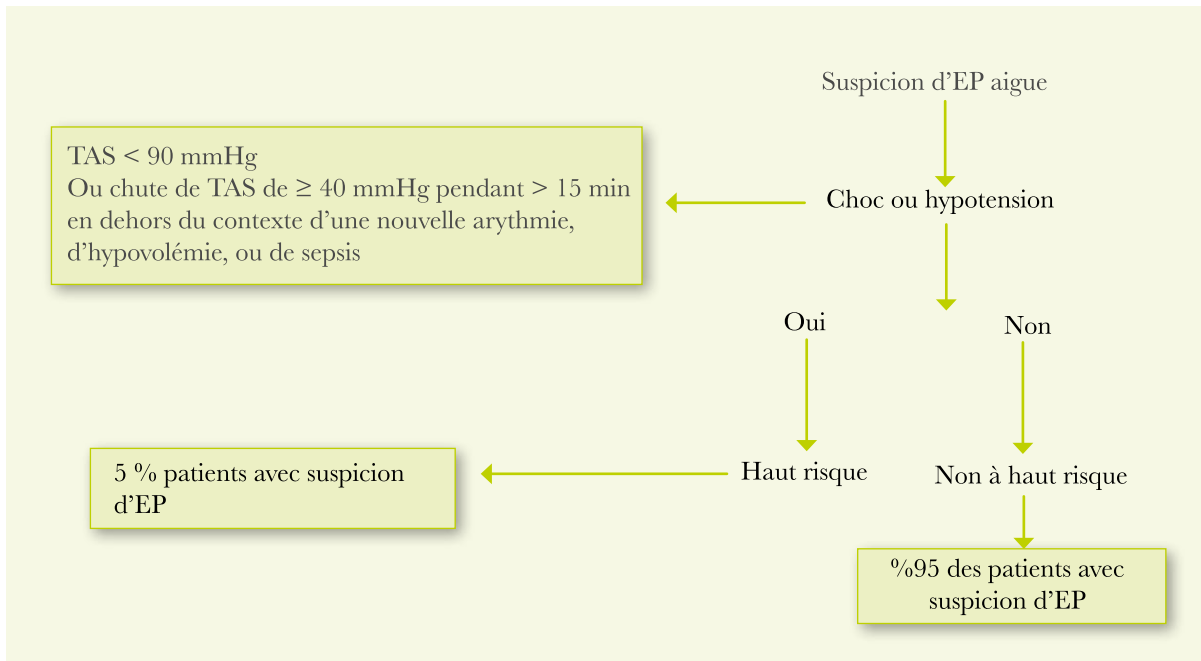 Suspicion d’EP aigue
TAS < 90 mmHg
Ou chute de TAS de ≥ 40 mmHg pendant > 15 min
en dehors du contexte d’une nouvelle arythmie,
d’hypovolémie, ou de sepsis
Choc ou hypotension
Oui
Non
5 % patients avec suspicion
d’EP
Haut risque
Non à haut risque
%95 des patients avec
suspicion d’EP